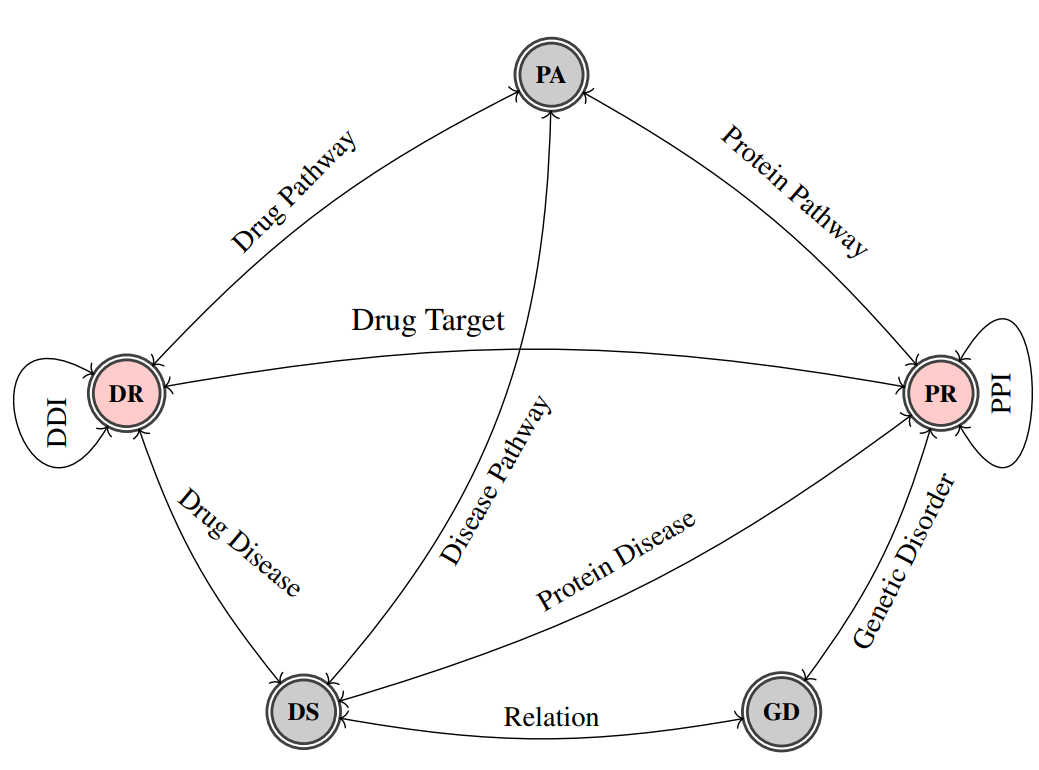 PA
Drug Pathway
Protein Pathway
Drug Target
DR
DDI
PR
PPI
Disease Pathway
Drug Disease
Protein Disease
Genetic Disorder
DS
Relation
GD